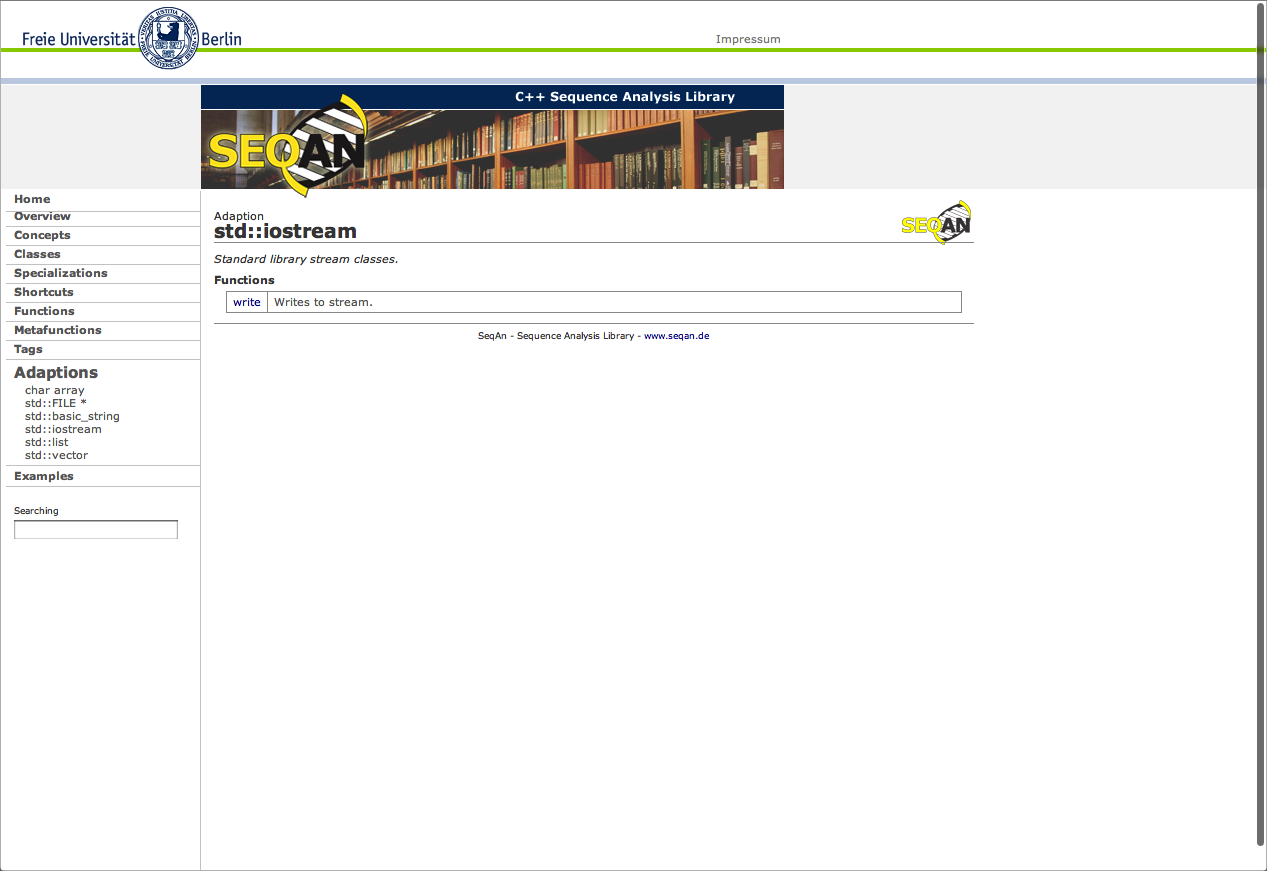 Freie Universität Berlin
Impressum
C++ Sequence Analysis Library
SEQAN
Home
Overview
Concepts
Classes
Specializations
Shortcuts
Functions
Metafunctions
Tags
Adaptions
char array
std::FILE *
std::basic_string
std::iostream
std::list
std::vector
Examples
Searching
Adaption
std::iostream
SEQAN
Standard library stream classes.
Functions
write Writes to stream.
SeqAn - Sequence Analysis Library - www.seqan.de